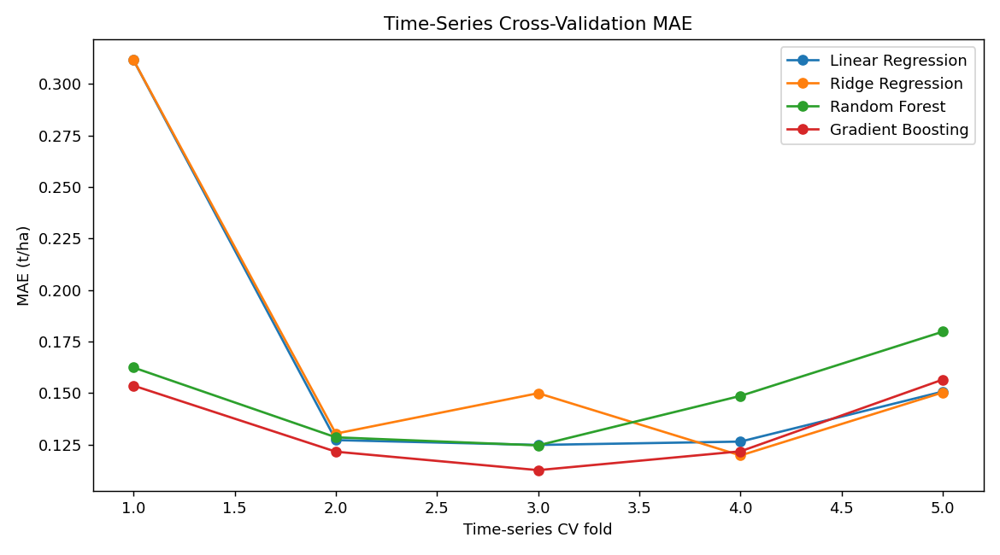 Time-Series Cross-Validation MAE
Linear Regression
Ridge Regression
Random Forest
Gradient Boosting
MAE (t/ha)
0.300
0.275
0.250
0.225
0.200
0.175
0.150
0.125
1.0 1.5 2.0 2.5 3.0 3.5 4.0 4.5 5.0
Time-series CV fold